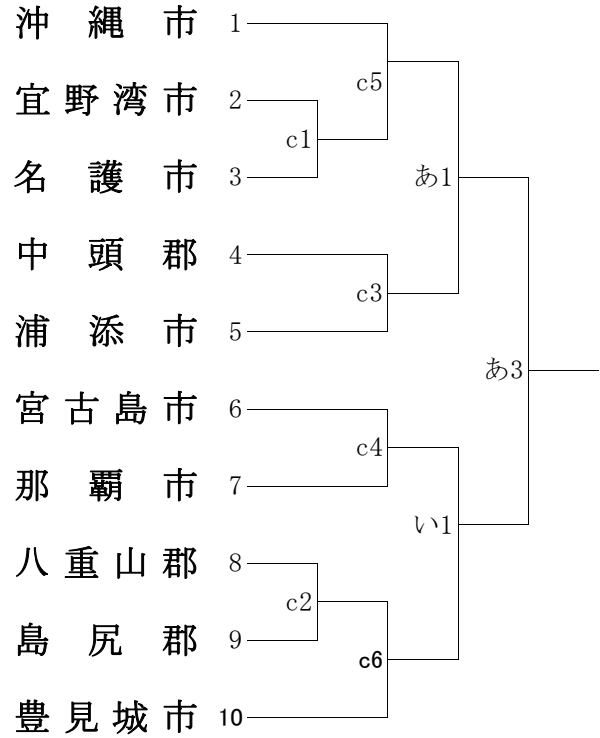 沖縄市 1
c5
宜野湾市 2
c1
名護市 3
あ1
中頭郡 4
c3
浦添市 5
あ3
宮古島市 6
c4
那覇市 7
い1
八重山郡 8
c2
島尻郡 9
c6
豊見城市 10